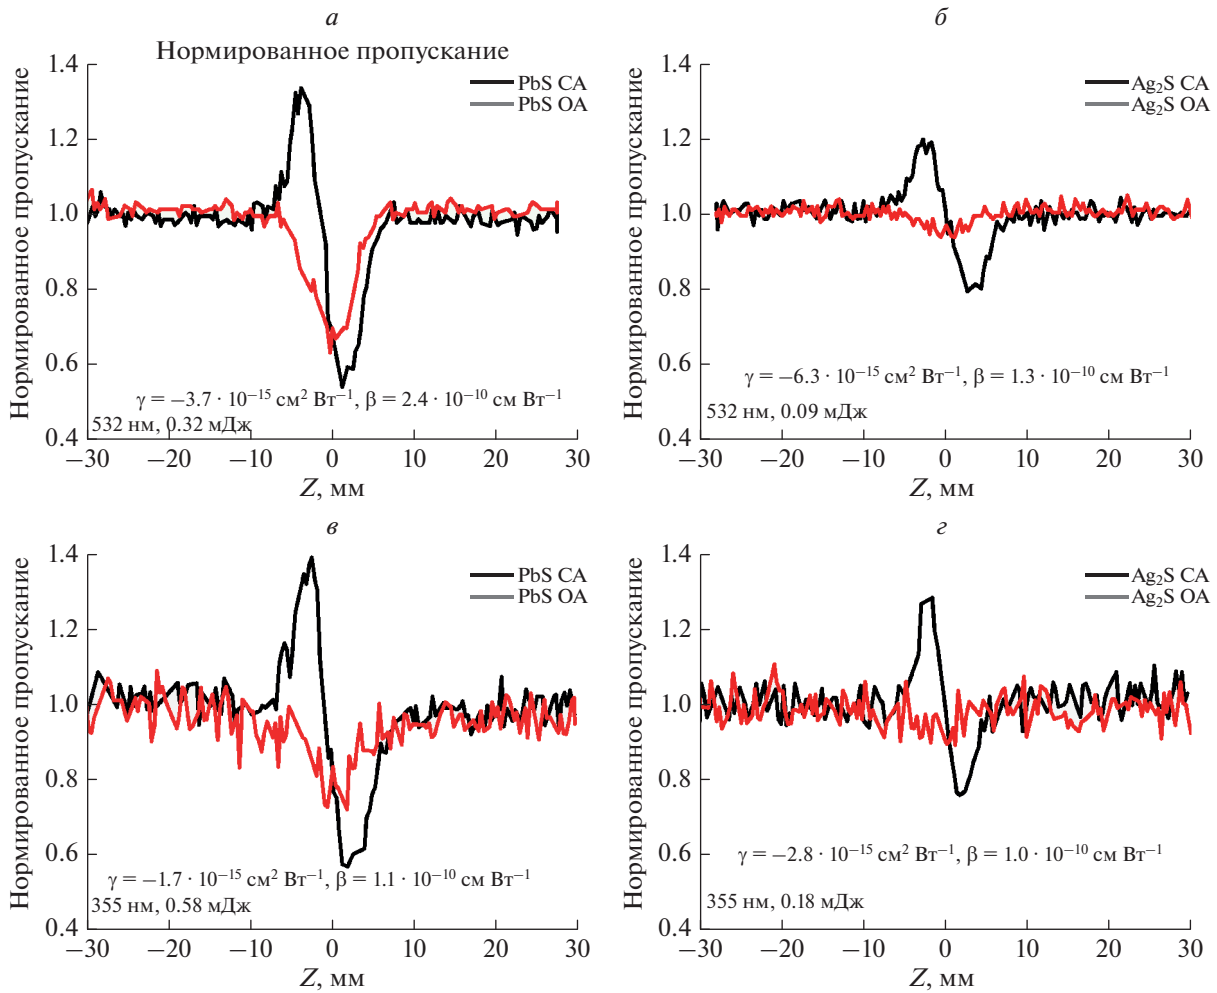 а
Нормированное пропускание
Нормированное пропускание
1.4
1.2
1.0
0.8
0.6
0.4
PbS CA
PbS OA
γ = −3.7 · 10⁻¹⁵ см² Вт⁻¹, β = 2.4 · 10⁻¹⁰ см Вт⁻¹
532 нм, 0.32 мДж
−30 −20 −10 0 10 20 30
Z, мм
б
Нормированное пропускание
1.4
1.2
1.0
0.8
0.6
0.4
Ag₂S CA
Ag₂S OA
γ = −6.3 · 10⁻¹⁵ см² Вт⁻¹, β = 1.3 · 10⁻¹⁰ см Вт⁻¹
532 нм, 0.09 мДж
−30 −20 −10 0 10 20 30
Z, мм
в
Нормированное пропускание
1.4
1.2
1.0
0.8
0.6
0.4
PbS CA
PbS OA
γ = −1.7 · 10⁻¹⁵ см² Вт⁻¹, β = 1.1 · 10⁻¹⁰ см Вт⁻¹
355 нм, 0.58 мДж
−30 −20 −10 0 10 20 30
Z, мм
г
Нормированное пропускание
1.4
1.2
1.0
0.8
0.6
0.4
Ag₂S CA
Ag₂S OA
γ = −2.8 · 10⁻¹⁵ см² Вт⁻¹, β = 1.0 · 10⁻¹⁰ см Вт⁻¹
355 нм, 0.18 мДж
−30 −20 −10 0 10 20 30
Z, мм